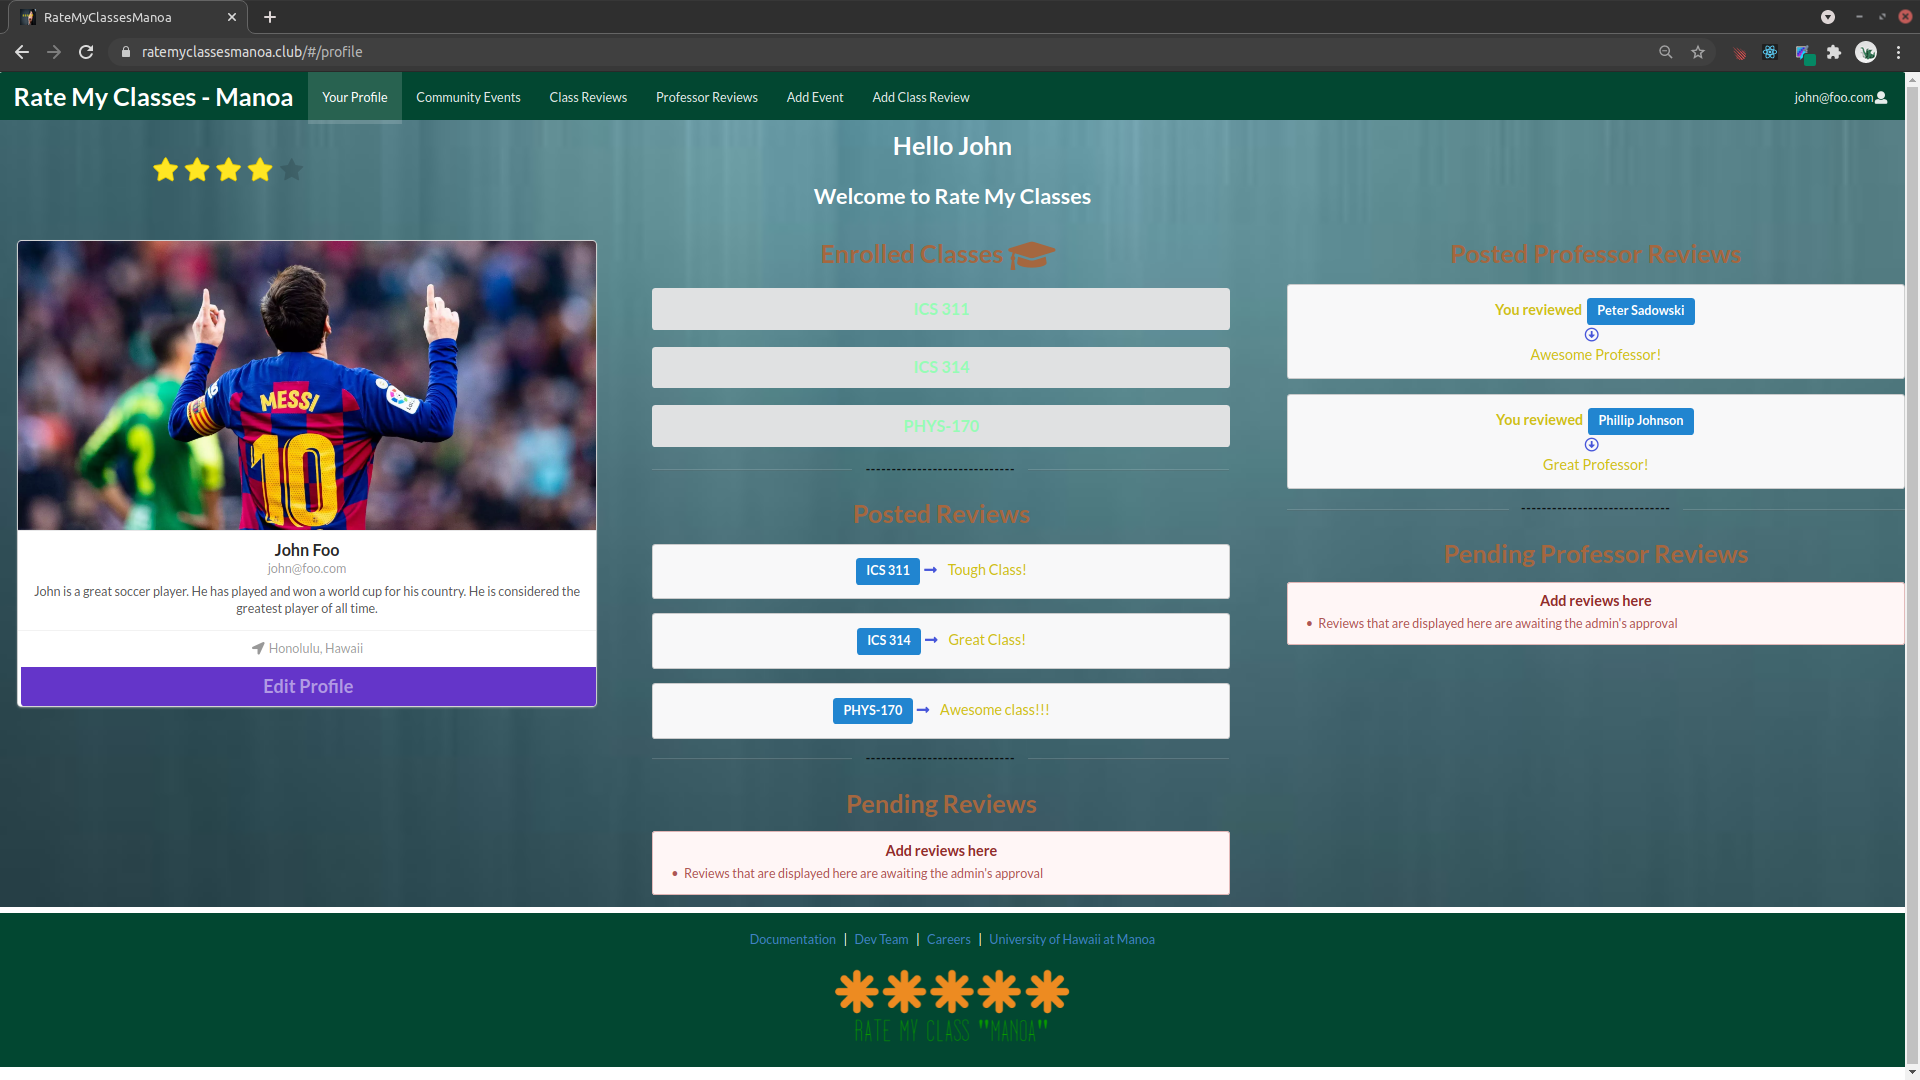 RateMyClassesManoa
ratemyclassesmanoa.club/#/profile
Rate My Classes - Manoa
Your Profile
Community Events
Class Reviews
Professor Reviews
Add Event
Add Class Review
john@foo.com
Hello John
Welcome to Rate My Classes
MESSI
10
John Foo
john@foo.com
John is a great soccer player. He has played and won a world cup for his country. He is considered the
greatest player of all time.
Honolulu, Hawaii
Edit Profile
Enrolled Classes
ICS 311
ICS 314
PHYS-170
-----------------------------
Posted Reviews
ICS 311 Tough Class!
ICS 314 Great Class!
PHYS-170 Awesome class!!!
-----------------------------
Pending Reviews
Add reviews here
• Reviews that are displayed here are awaiting the admin's approval
Posted Professor Reviews
You reviewed Peter Sadowski
Awesome Professor!
You reviewed Phillip Johnson
Great Professor!
-----------------------------
Pending Professor Reviews
Add reviews here
• Reviews that are displayed here are awaiting the admin's approval
Documentation | Dev Team | Careers | University of Hawaii at Manoa
RATE MY CLASS "MANOA"